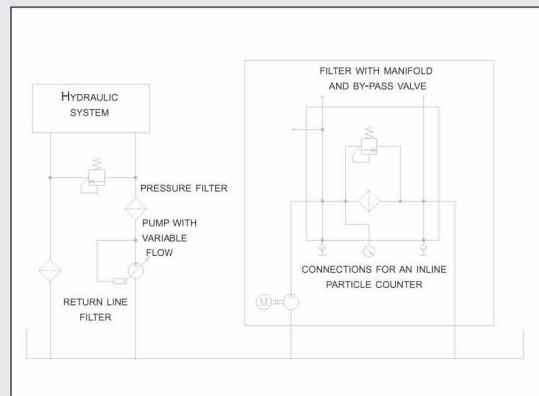 HYDRAULIC
SYSTEM
PRESSURE FILTER
PUMP WITH
VARIABLE
FLOW
RETURN LINE
FILTER
FILTER WITH MANIFOLD
AND BY-PASS VALVE
CONNECTIONS FOR AN INLINE
PARTICLE COUNTER
M